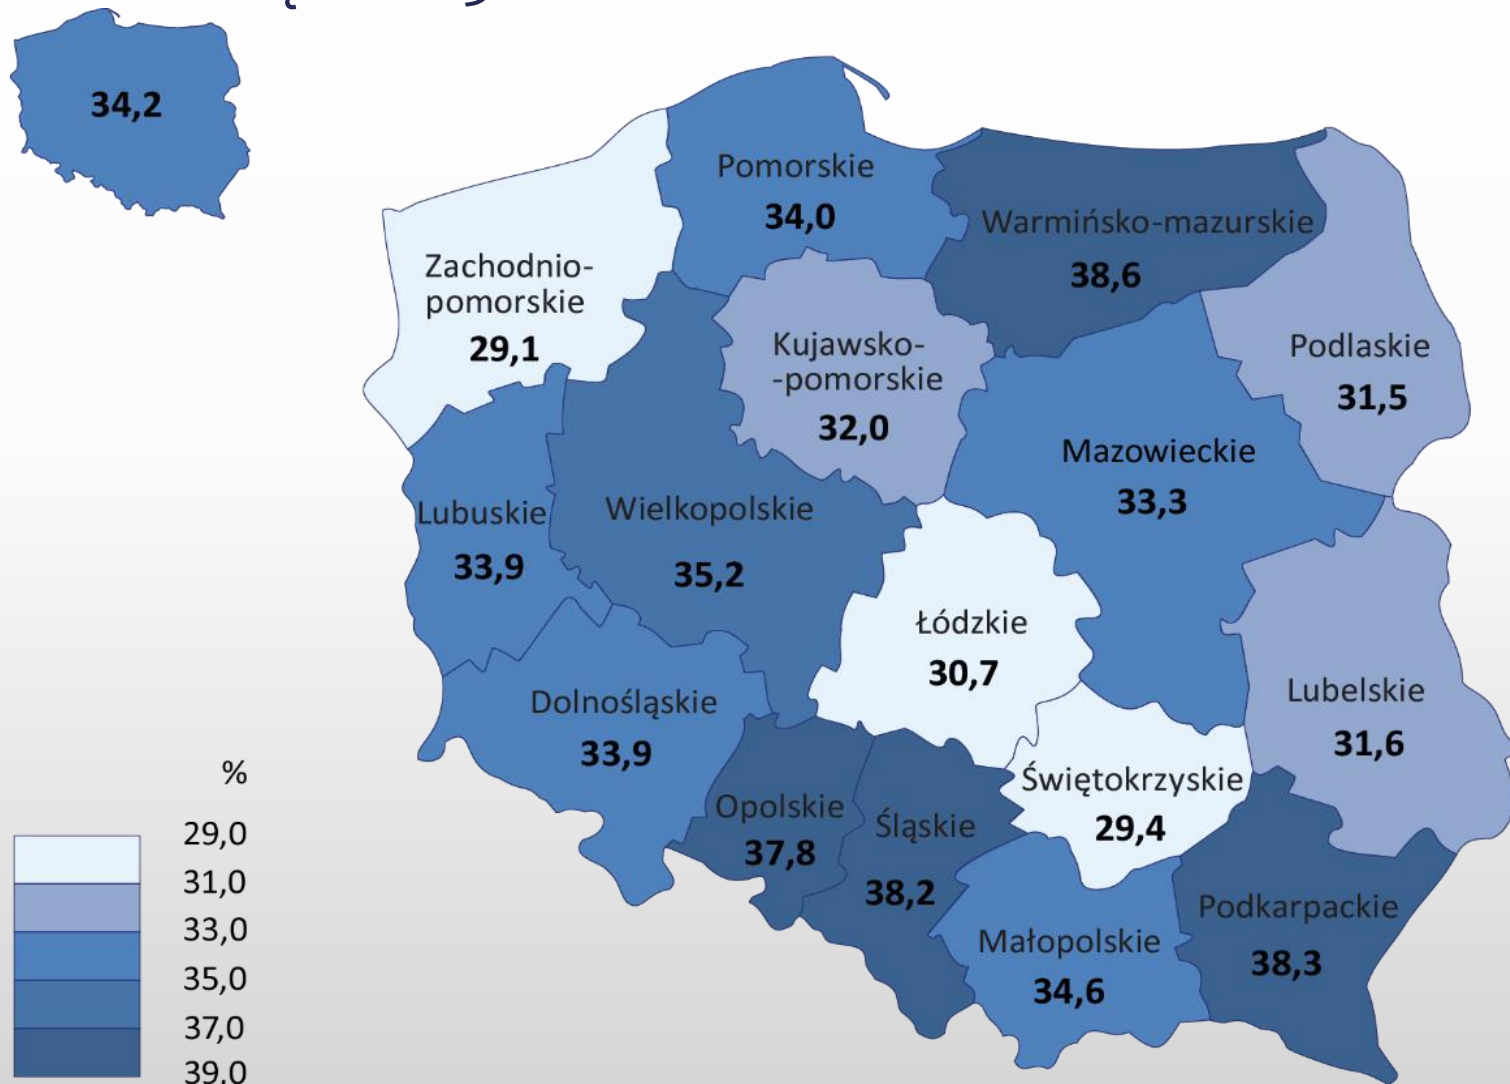 34,2
Pomorskie
34,0
Warmińsko-mazurskie
38,6
Zachodnio-
pomorskie
29,1
Kujawsko-
-pomorskie
32,0
Podlaskie
31,5
Mazowieckie
33,3
Lubuskie
33,9
Wielkopolskie
35,2
Łódzkie
30,7
Dolnośląskie
33,9
Lubelskie
31,6
Opolskie
37,8
Śląskie
38,2
Świętokrzyskie
29,4
Małopolskie
34,6
Podkarpackie
38,3
%
29,0
31,0
33,0
35,0
37,0
39,0